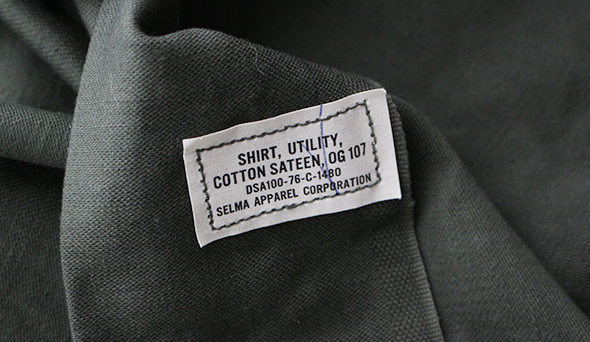 SHIRT, UTILITY,
COTTON SATEEN, OG 107
DSA100-76-C-1480
SELMA APPAREL CORPORATION